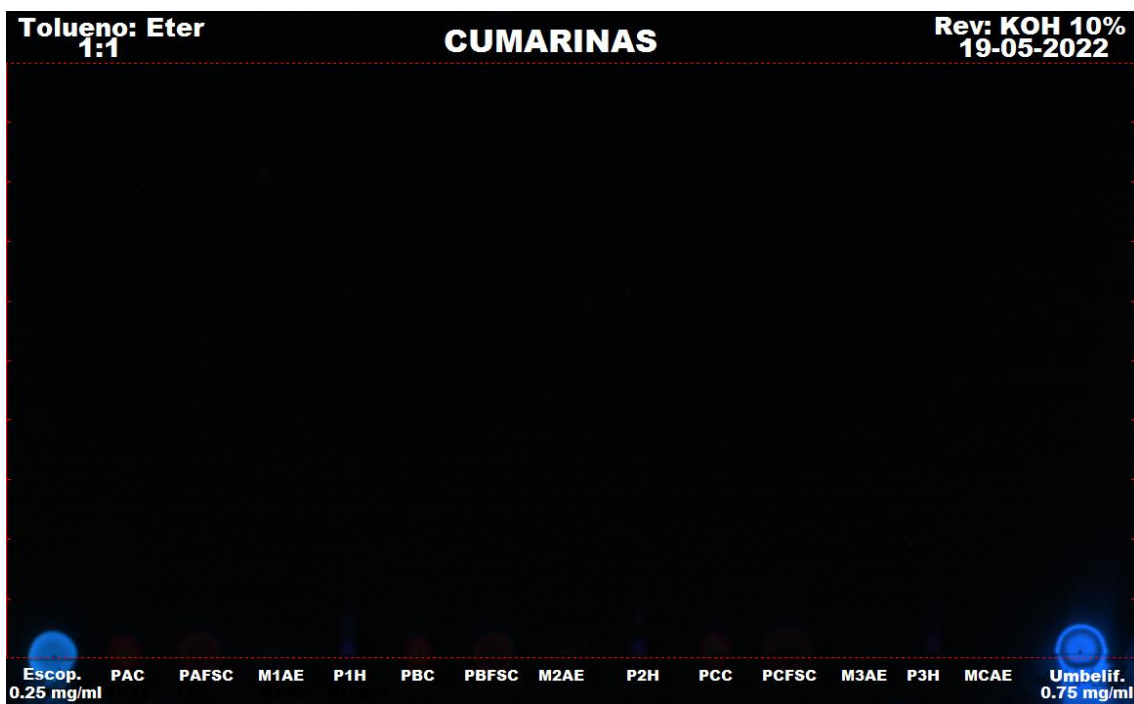 Tolueno: Eter
1:1
CUMARINAS
Rev: KOH 10%
19-05-2022
Escop. PAC PAFSC M1AE P1H PBC PBFSC M2AE P2H PCC PCFSC M3AE P3H MCAE Umbelif.
0.25 mg/ml 0.75 mg/ml